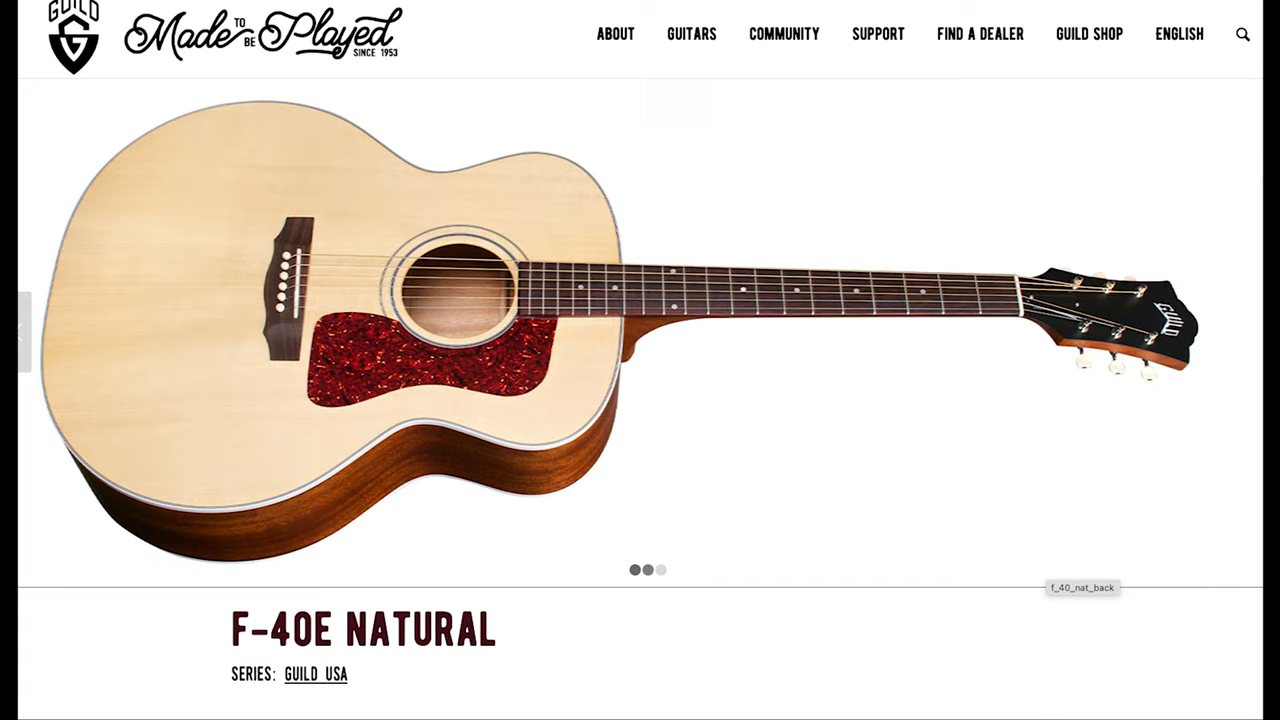 GUILD
Made TO BE Played
SINCE 1953
ABOUT GUITARS COMMUNITY SUPPORT FIND A DEALER GUILD SHOP ENGLISH
G
GUILD
f_40_nat_back
F-40E NATURAL
SERIES: GUILD USA